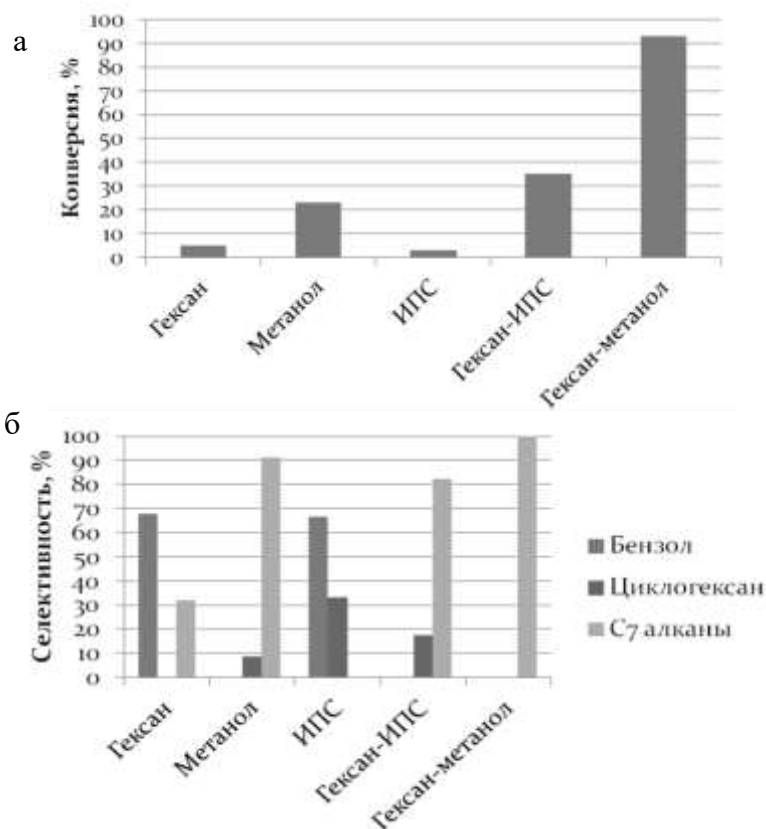 а
Конверсия, %
100
90
80
70
60
50
40
30
20
10
0
Гексан
Метанол
ИПС
Гексан-ИПС
Гексан-метанол
б
Селективность, %
100
90
80
70
60
50
40
30
20
10
0
Гексан
Метанол
ИПС
Гексан-ИПС
Гексан-метанол
Бензол
Циклогексан
C7 алканы